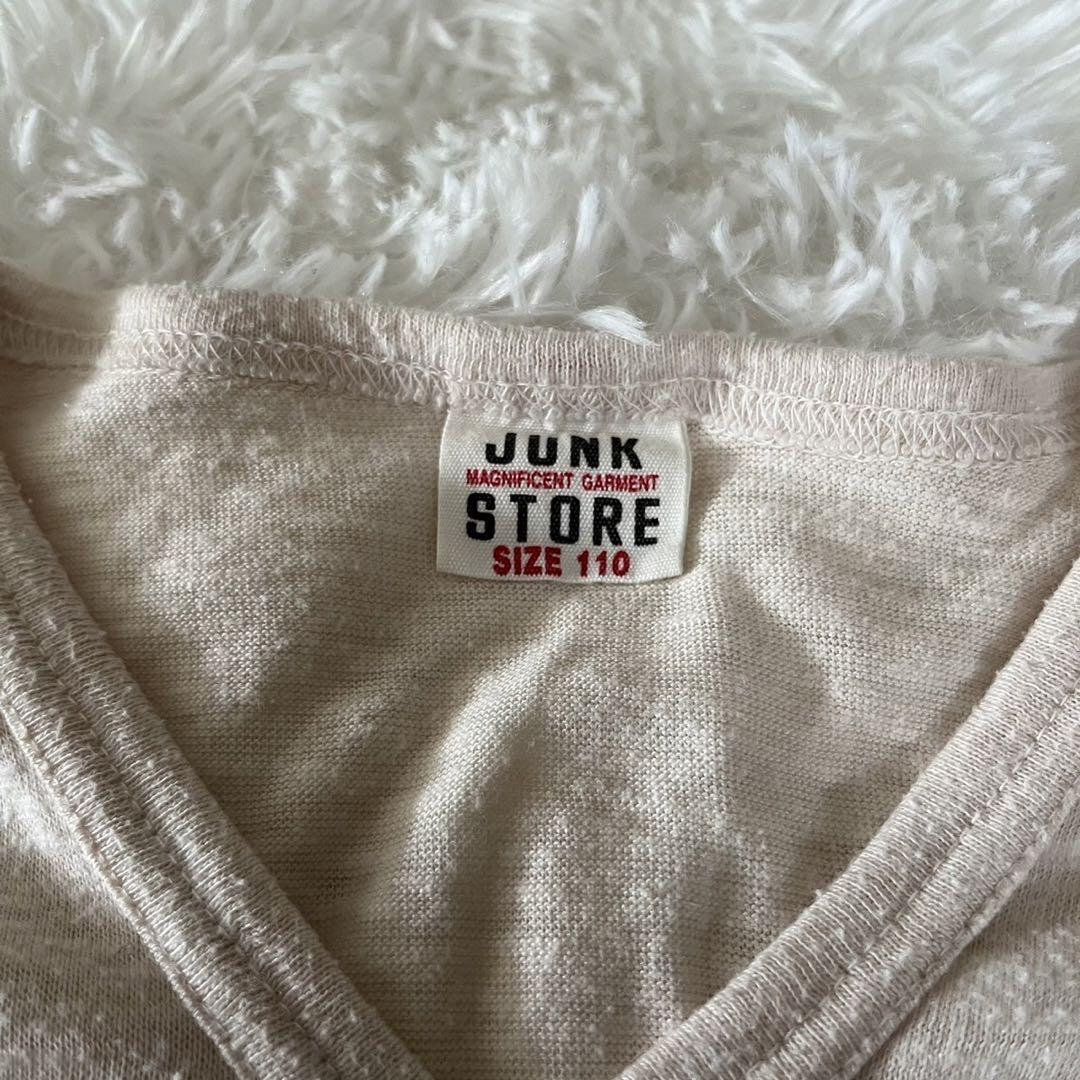 JUNK
MAGNIFICENT GARMENT
STORE
SIZE 110